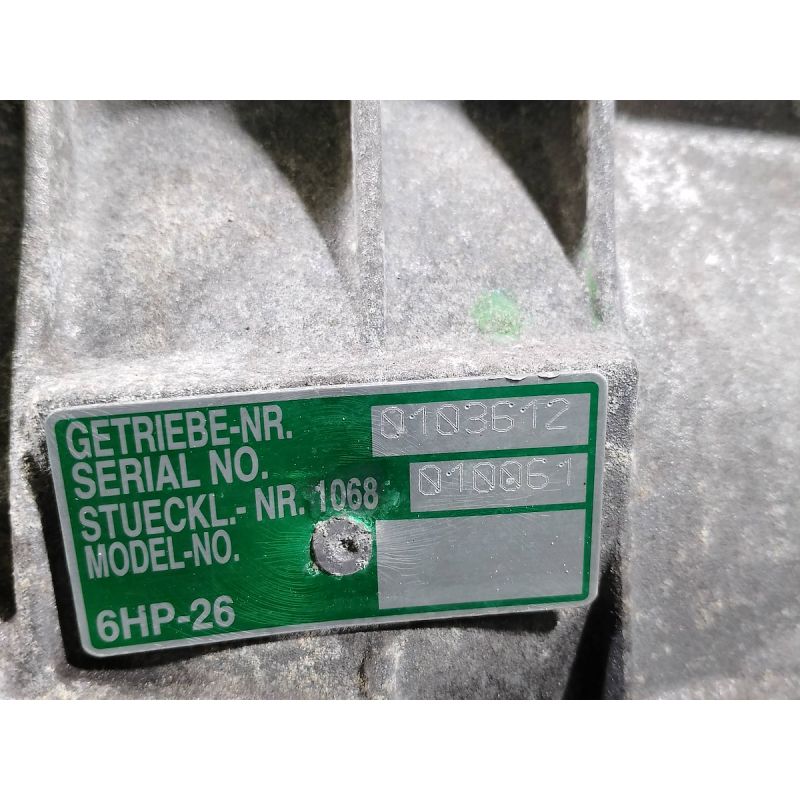 GETRIEBE-NR. 0103612
SERIAL NO.
STUECKL.- NR. 1068 010061
MODEL-NO.
6HP-26